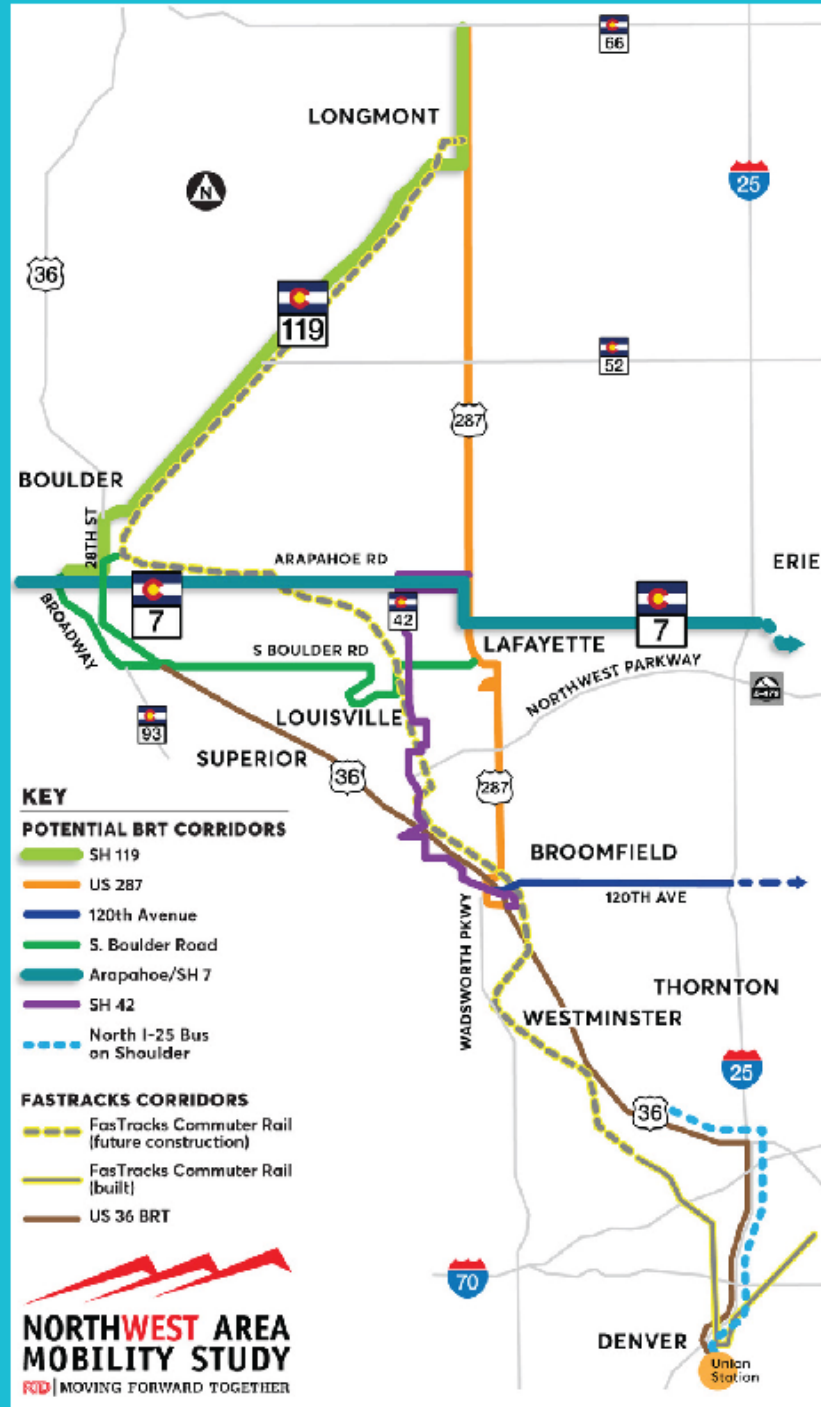 66
LONGMONT
N
25
36
119
52
287
BOULDER
28TH ST
ARAPAHOE RD
ERIE
7
42
7
BROADWAY
S BOULDER RD
LAFAYETTE
NORTHWEST PARKWAY
93
LOUISVILLE
SUPERIOR
36
287
KEY
POTENTIAL BRT CORRIDORS
SH 119
US 287
120th Avenue
S. Boulder Road
Arapahoe/SH 7
SH 42
North I-25 Bus
on Shoulder
BROOMFIELD
120TH AVE
WADSWORTH PKWY
THORNTON
WESTMINSTER
25
36
FASTRACKS CORRIDORS
FasTracks Commuter Rail
(future construction)
FasTracks Commuter Rail
(built)
US 36 BRT
70
NORTHWEST AREA
MOBILITY STUDY
RTD | MOVING FORWARD TOGETHER
DENVER
Union
Station